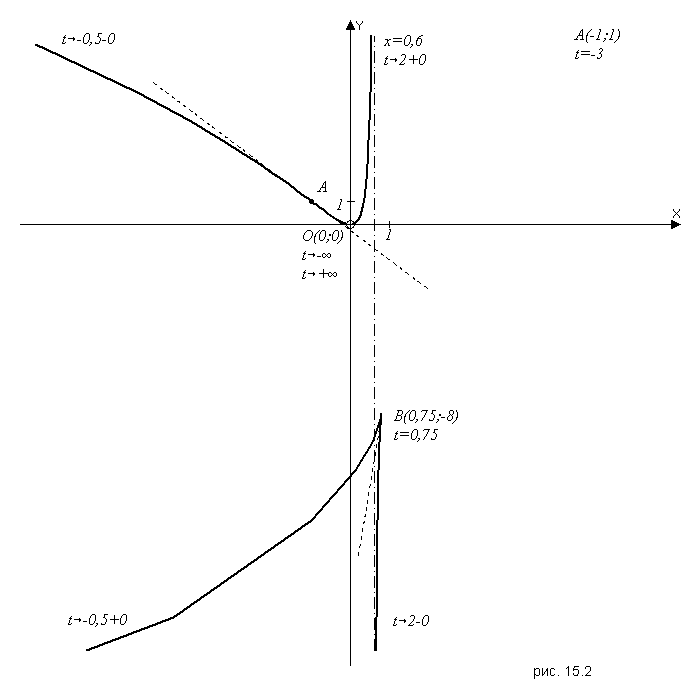 Y
t→-0,5-0
x=0,6
t→2+0
A(-1;1)
t=-3
A
1
X
O(0;0)
1
t→-∞
t→+∞
B(0,75;-8)
t=0,75
t→-0,5+0
t→2-0
рис. 15.2